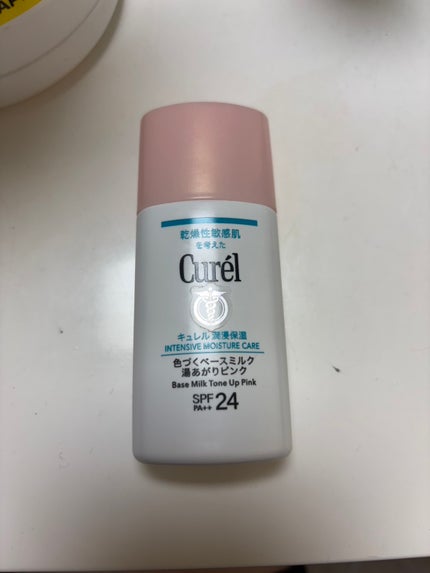 乾燥性敏感肌
を考えた
Curél
キュレル 潤浸保湿
INTENSIVE MOISTURE CARE
色づくベースミルク
湯あがりピンク
Base Milk Tone Up Pink
SPF 24
PA++